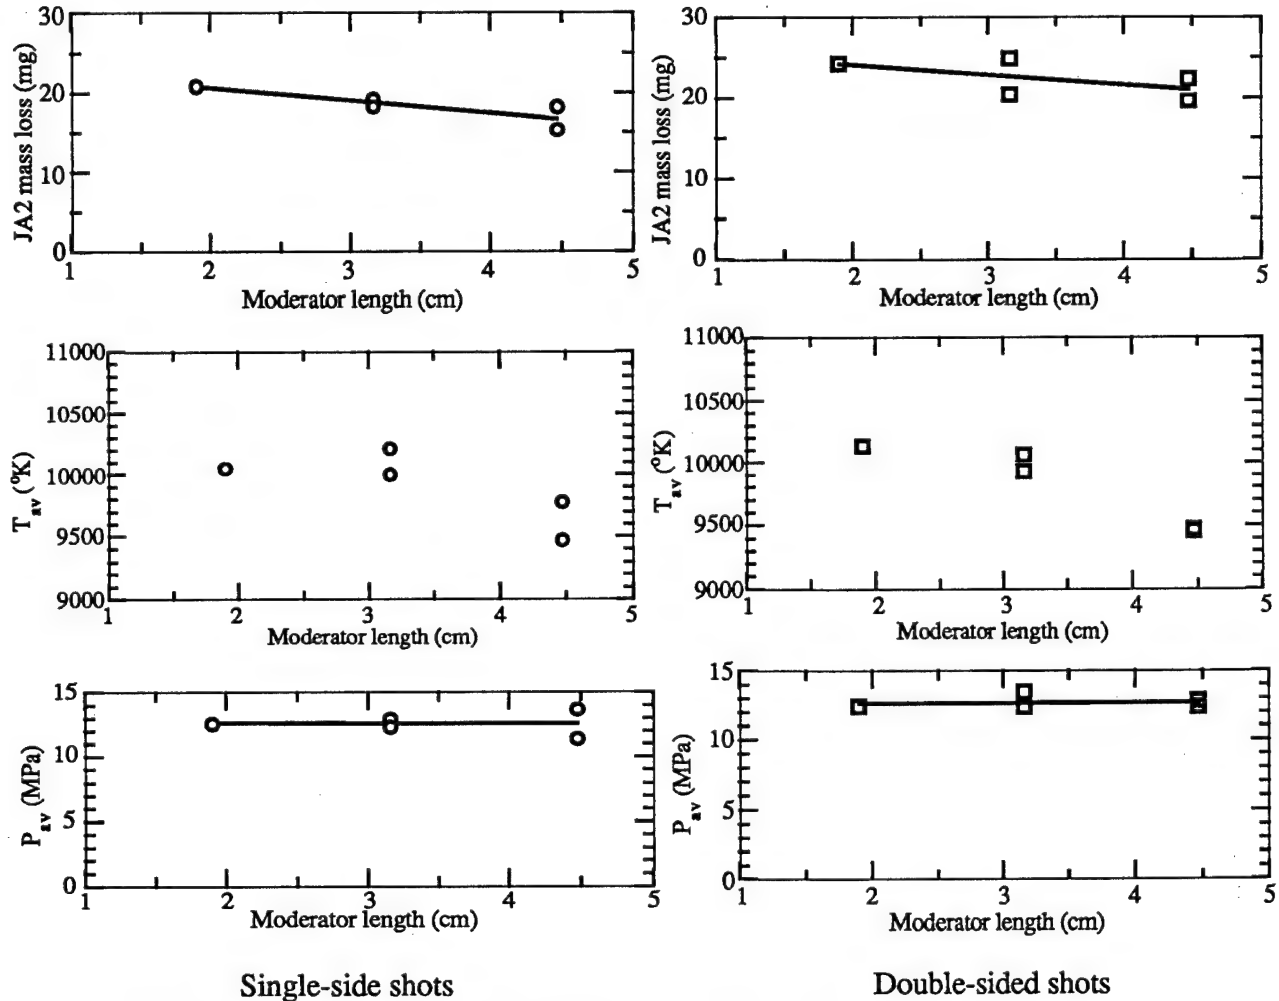 30
20
10
0
JA2 mass loss (mg)
1 2 3 4 5
Moderator length (cm)
30
20
10
0
JA2 mass loss (mg)
1 2 3 4 5
Moderator length (cm)
11000
10500
10000
9500
9000
T_av (°K)
1 2 3 4 5
Moderator length (cm)
11000
10500
10000
9500
9000
T_av (°K)
1 2 3 4 5
Moderator length (cm)
15
10
5
0
P_av (MPa)
1 2 3 4 5
Moderator length (cm)
15
10
5
0
P_av (MPa)
1 2 3 4 5
Moderator length (cm)
Single-side shots
Double-sided shots